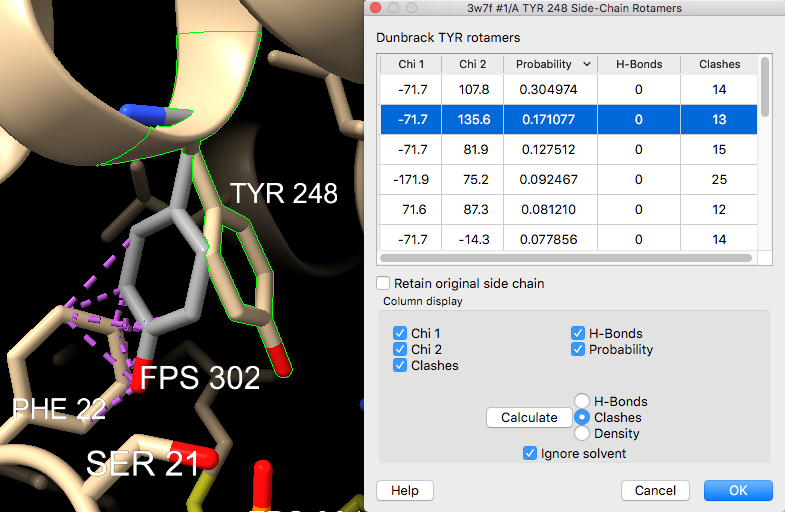 TYR 248
FPS 302
PHE 22
SER 21
3w7f #1/A TYR 248 Side-Chain Rotamers
Dunbrack TYR rotamers
Chi 1 Chi 2 Probability H-Bonds Clashes
-71.7 107.8 0.304974 0 14
-71.7 135.6 0.171077 0 13
-71.7 81.9 0.127512 0 15
-171.9 75.2 0.092467 0 25
71.6 87.3 0.081210 0 12
-71.7 -14.3 0.077856 0 14
Retain original side chain
Column display
Chi 1 H-Bonds
Chi 2 Probability
Clashes
H-Bonds
Calculate Clashes
Density
Ignore solvent
Help Cancel OK